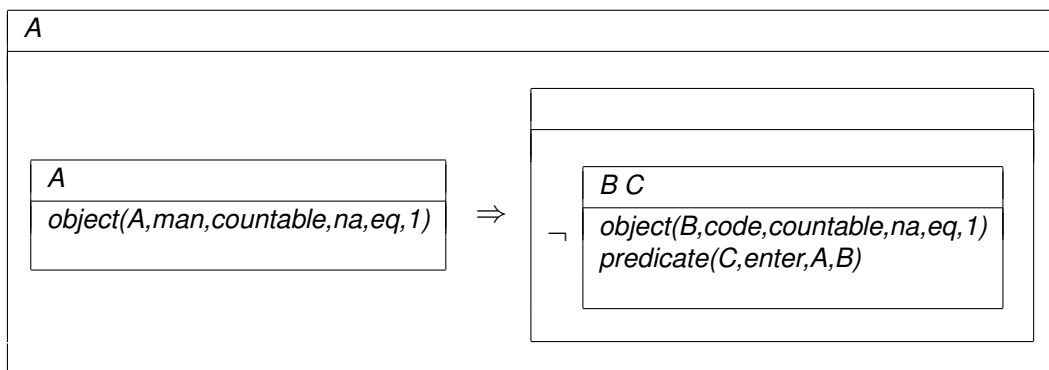 A
A
object(A,man,countable,na,eq,1)
⇒
¬
B C
object(B,code,countable,na,eq,1)
predicate(C,enter,A,B)